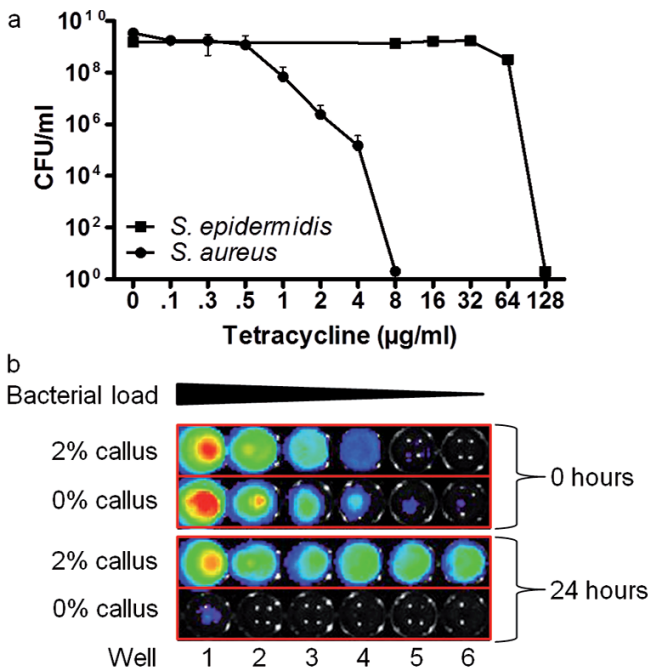 a
10¹⁰
10⁸
10⁶
10⁴
10²
10⁰
CFU/ml
S. epidermidis
S. aureus
0 .1 .3 .5 1 2 4 8 16 32 64 128
Tetracycline (µg/ml)
b
Bacterial load
2% callus
0% callus
0 hours
2% callus
0% callus
24 hours
Well 1 2 3 4 5 6